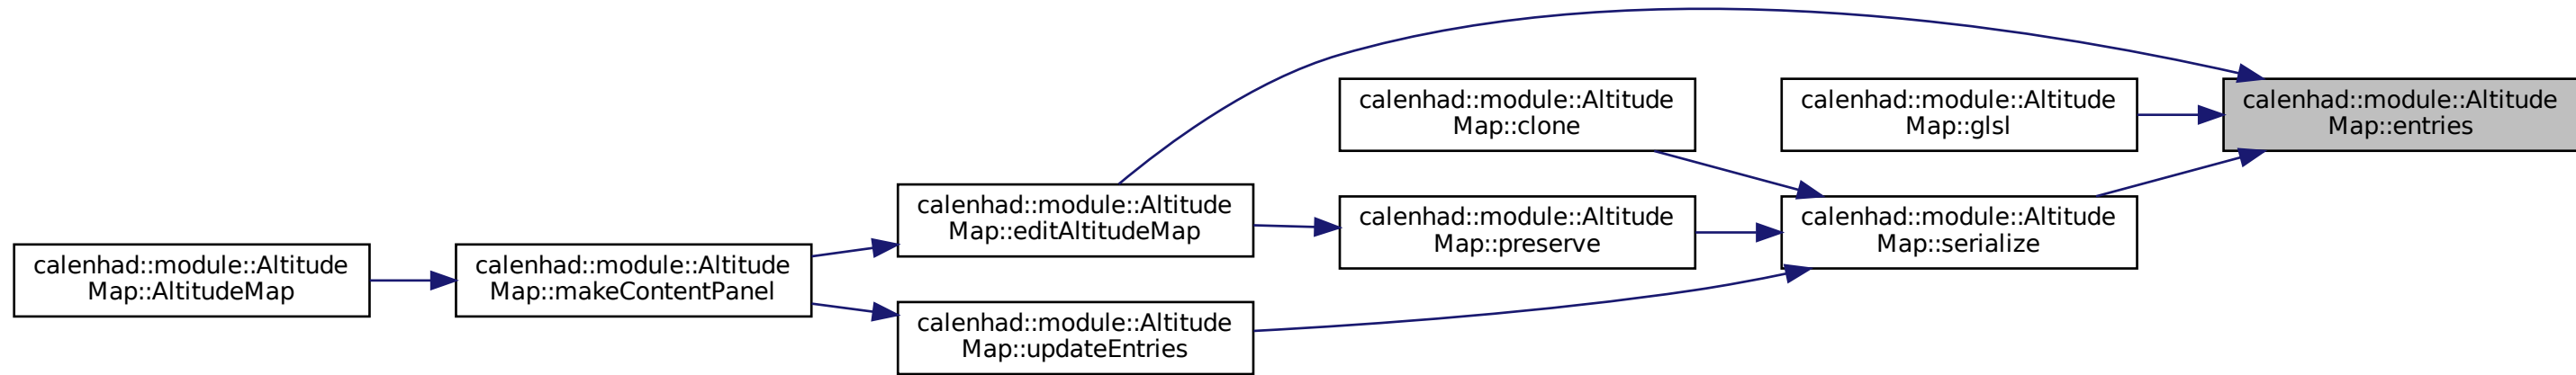 calenhad::module::Altitude
Map::AltitudeMap
calenhad::module::Altitude
Map::makeContentPanel
calenhad::module::Altitude
Map::editAltitudeMap
calenhad::module::Altitude
Map::updateEntries
calenhad::module::Altitude
Map::clone
calenhad::module::Altitude
Map::preserve
calenhad::module::Altitude
Map::glsl
calenhad::module::Altitude
Map::serialize
calenhad::module::Altitude
Map::entries